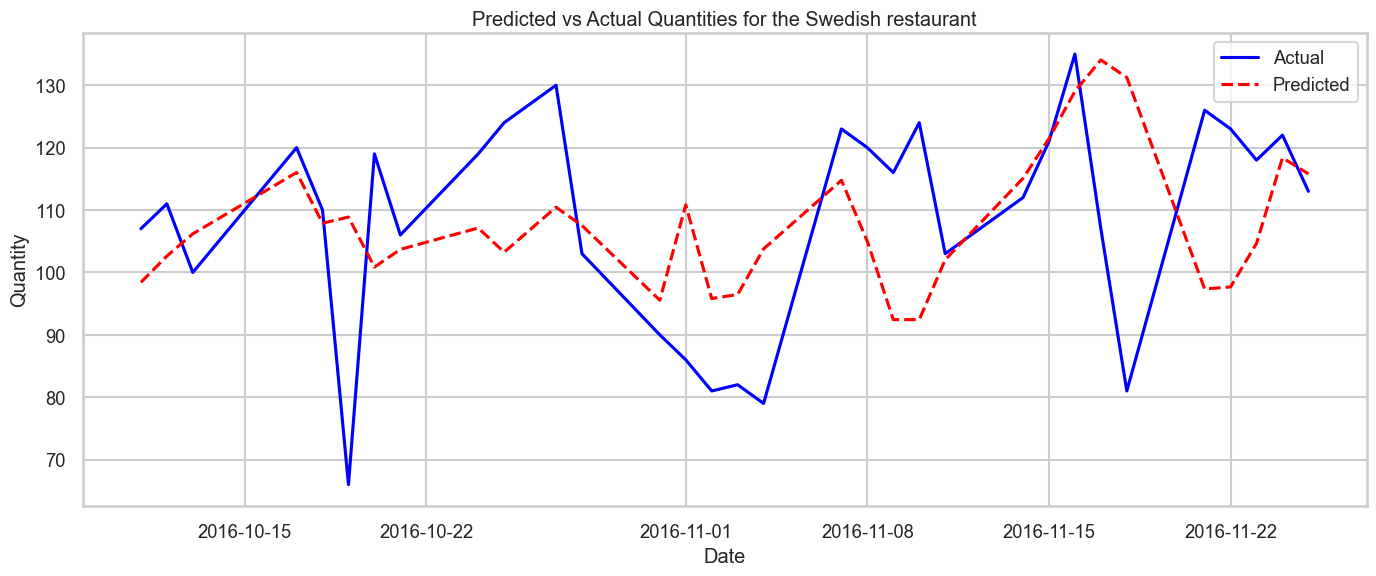 Predicted vs Actual Quantities for the Swedish restaurant
Actual
Predicted
130
120
110
100
90
80
70
Quantity
2016-10-15 2016-10-22 2016-11-01 2016-11-08 2016-11-15 2016-11-22
Date